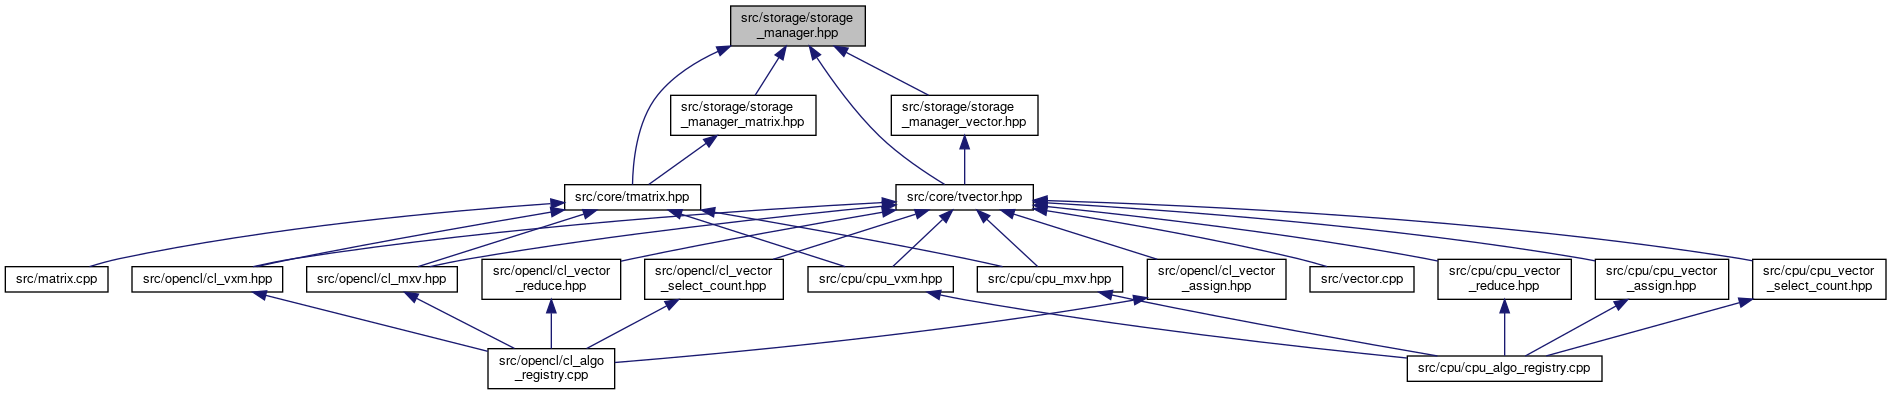 src/storage/storage
_manager.hpp
src/storage/storage
_manager_matrix.hpp
src/storage/storage
_manager_vector.hpp
src/core/tmatrix.hpp
src/core/tvector.hpp
src/matrix.cpp
src/opencl/cl_vxm.hpp
src/opencl/cl_mxv.hpp
src/opencl/cl_vector
_reduce.hpp
src/opencl/cl_vector
_select_count.hpp
src/cpu/cpu_vxm.hpp
src/cpu/cpu_mxv.hpp
src/opencl/cl_vector
_assign.hpp
src/vector.cpp
src/cpu/cpu_vector
_reduce.hpp
src/cpu/cpu_vector
_assign.hpp
src/cpu/cpu_vector
_select_count.hpp
src/opencl/cl_algo
_registry.cpp
src/cpu/cpu_algo_registry.cpp